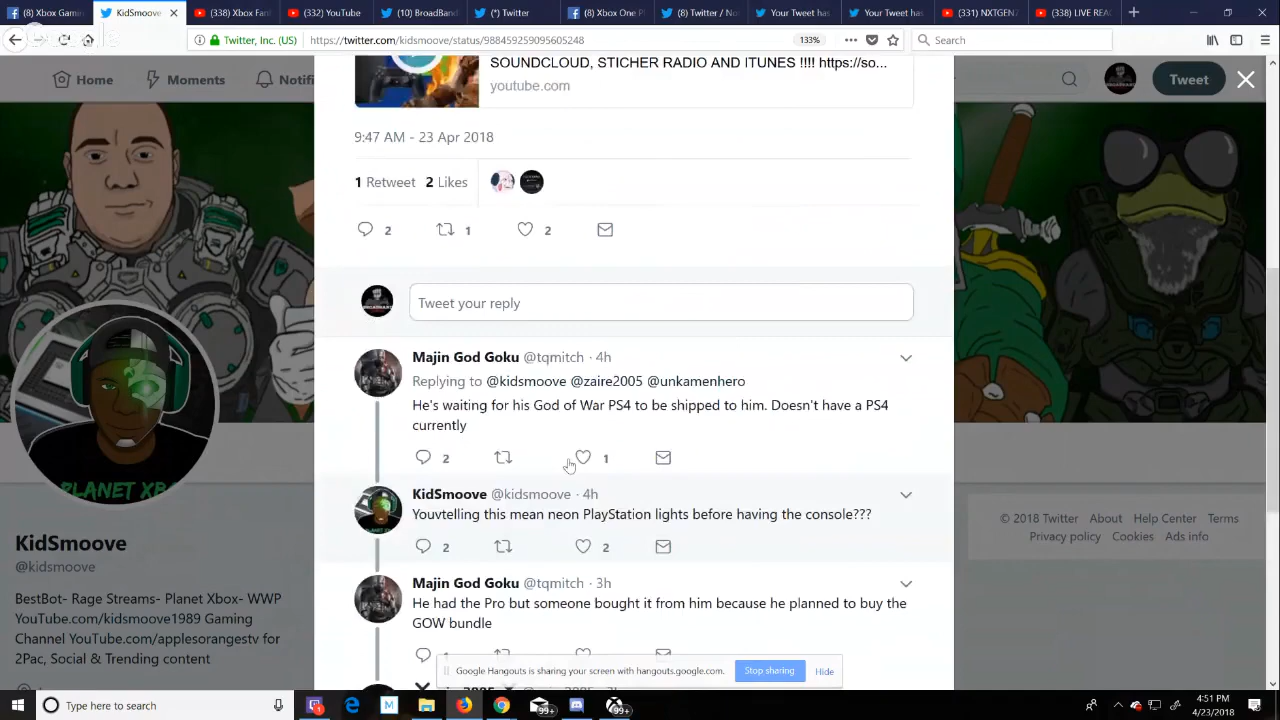 (1) Xbox Gamin
KidSmoove
(338) Xbox Fan
(332) YouTube
(10) BroadBand
(*) Twitter
(8) Xbox One P
(8) Twitter / Not
Your Tweet has
Your Tweet has
(331) NXTGEN
(338) LIVE REAC
Twitter, Inc. (US)
https://twitter.com/kidsmoove/status/988459259095605248
133%
Search
Home
Moments
Notifi
Tweet
SOUNDCLOUD, STICHER RADIO AND ITUNES !!!! https://so...
youtube.com
9:47 AM - 23 Apr 2018
1 Retweet 2 Likes
2
1
2
Tweet your reply
Majin God Goku @tqmitch · 4h
Replying to @kidsmoove @zaire2005 @unkamenhero
He's waiting for his God of War PS4 to be shipped to him. Doesn't have a PS4
currently
2
1
KidSmoove @kidsmoove · 4h
Youvtelling this mean neon PlayStation lights before having the console???
2
2
Majin God Goku @tqmitch · 3h
He had the Pro but someone bought it from him because he planned to buy the
GOW bundle
Google Hangouts is sharing your screen with hangouts.google.com.
Stop sharing
Hide
PLANET XB
KidSmoove
@kidsmoove
BestBot- Rage Streams- Planet Xbox- WWP
YouTube.com/kidsmoove1989 Gaming
Channel YouTube.com/applesorangestv for
2Pac, Social & Trending content
© 2018 Twitter About Help Center Terms
Privacy policy Cookies Ads info
Type here to search
1
99+
99+
4:51 PM
4/23/2018